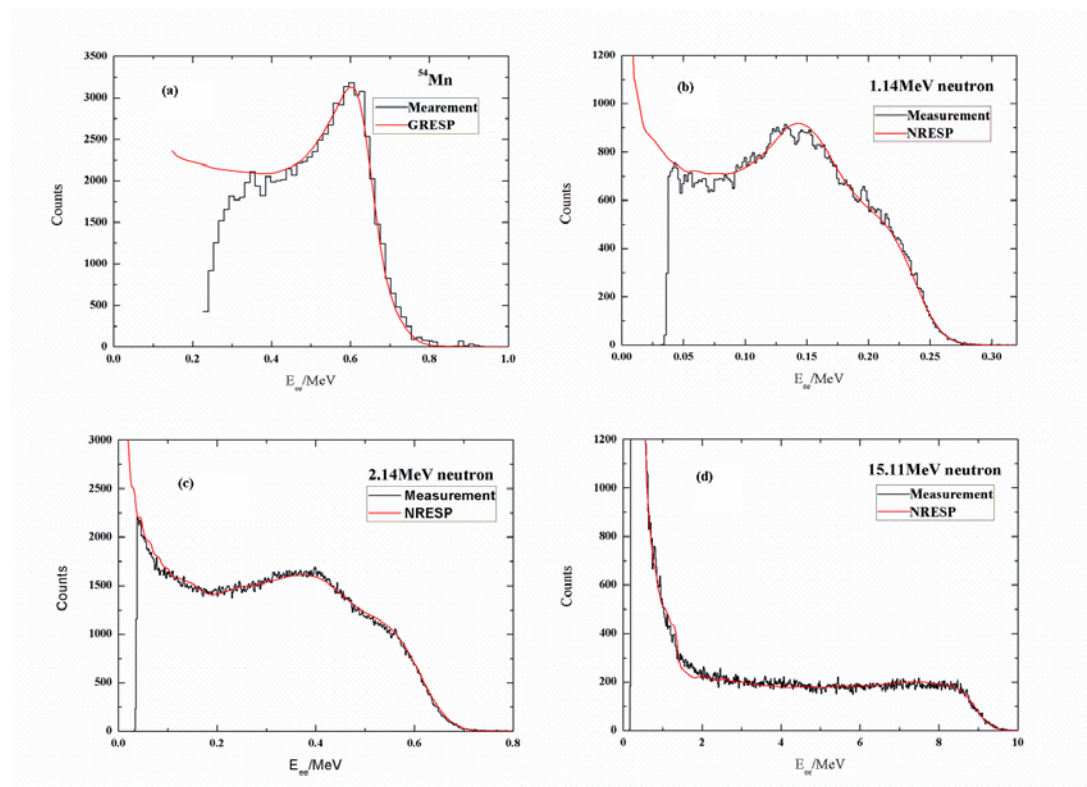 3500
3000
2500
2000
1500
1000
500
0
Counts
(a)
⁵⁴Mn
Mearement
GRESP
0.0 0.2 0.4 0.6 0.8 1.0
E_ee/MeV
1200
1000
800
600
400
200
0
Counts
(b)
1.14MeV neutron
Measurement
NRESP
0.00 0.05 0.10 0.15 0.20 0.25 0.30
E_ee/MeV
3000
2500
2000
1500
1000
500
0
Counts
(c)
2.14MeV neutron
Measurement
NRESP
0.0 0.2 0.4 0.6 0.8
E_ee/MeV
1200
1000
800
600
400
200
0
Counts
(d)
15.11MeV neutron
Measurement
NRESP
0 2 4 6 8 10
E_ee/MeV